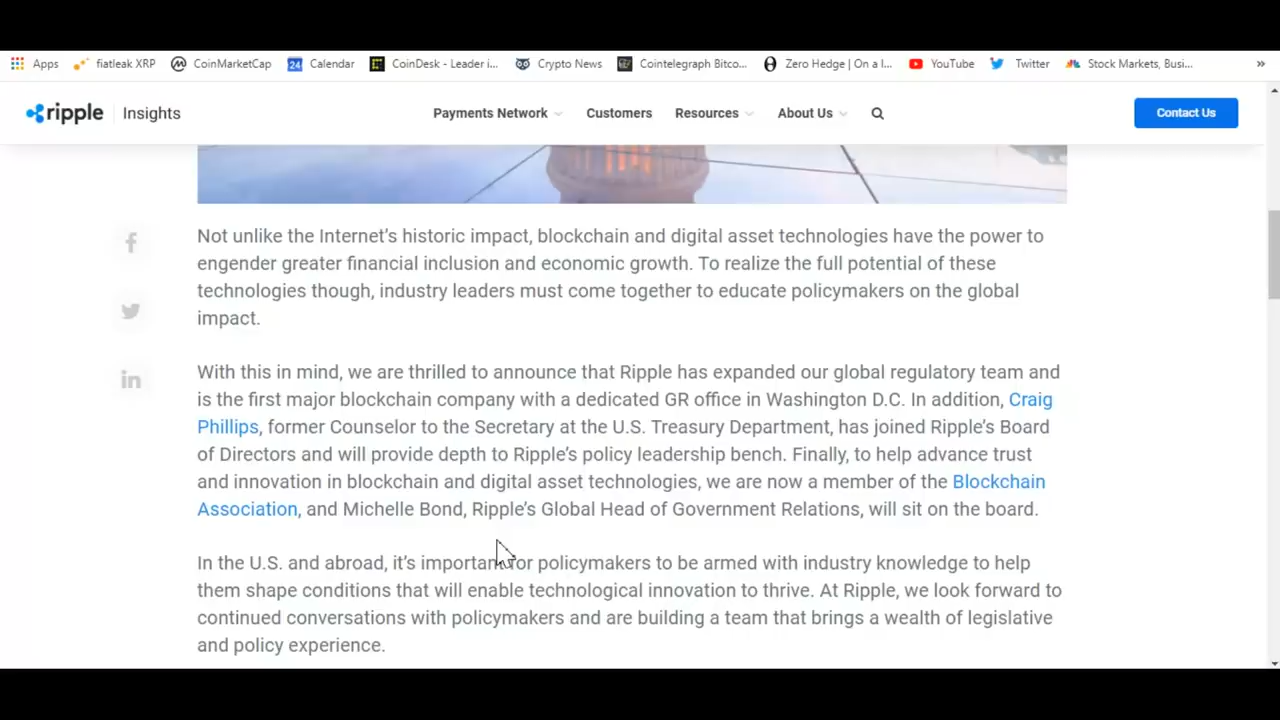 Apps fiatleak XRP CoinMarketCap 24 Calendar CoinDesk - Leader i... Crypto News Cointelegraph Bitco... Zero Hedge | On a l... YouTube Twitter Stock Markets, Busi... »
ripple Insights Payments Network Customers Resources About Us Contact Us
Not unlike the Internet's historic impact, blockchain and digital asset technologies have the power to
engender greater financial inclusion and economic growth. To realize the full potential of these
technologies though, industry leaders must come together to educate policymakers on the global
impact.
With this in mind, we are thrilled to announce that Ripple has expanded our global regulatory team and
is the first major blockchain company with a dedicated GR office in Washington D.C. In addition, Craig
Phillips, former Counselor to the Secretary at the U.S. Treasury Department, has joined Ripple's Board
of Directors and will provide depth to Ripple's policy leadership bench. Finally, to help advance trust
and innovation in blockchain and digital asset technologies, we are now a member of the Blockchain
Association, and Michelle Bond, Ripple's Global Head of Government Relations, will sit on the board.
In the U.S. and abroad, it's important for policymakers to be armed with industry knowledge to help
them shape conditions that will enable technological innovation to thrive. At Ripple, we look forward to
continued conversations with policymakers and are building a team that brings a wealth of legislative
and policy experience.